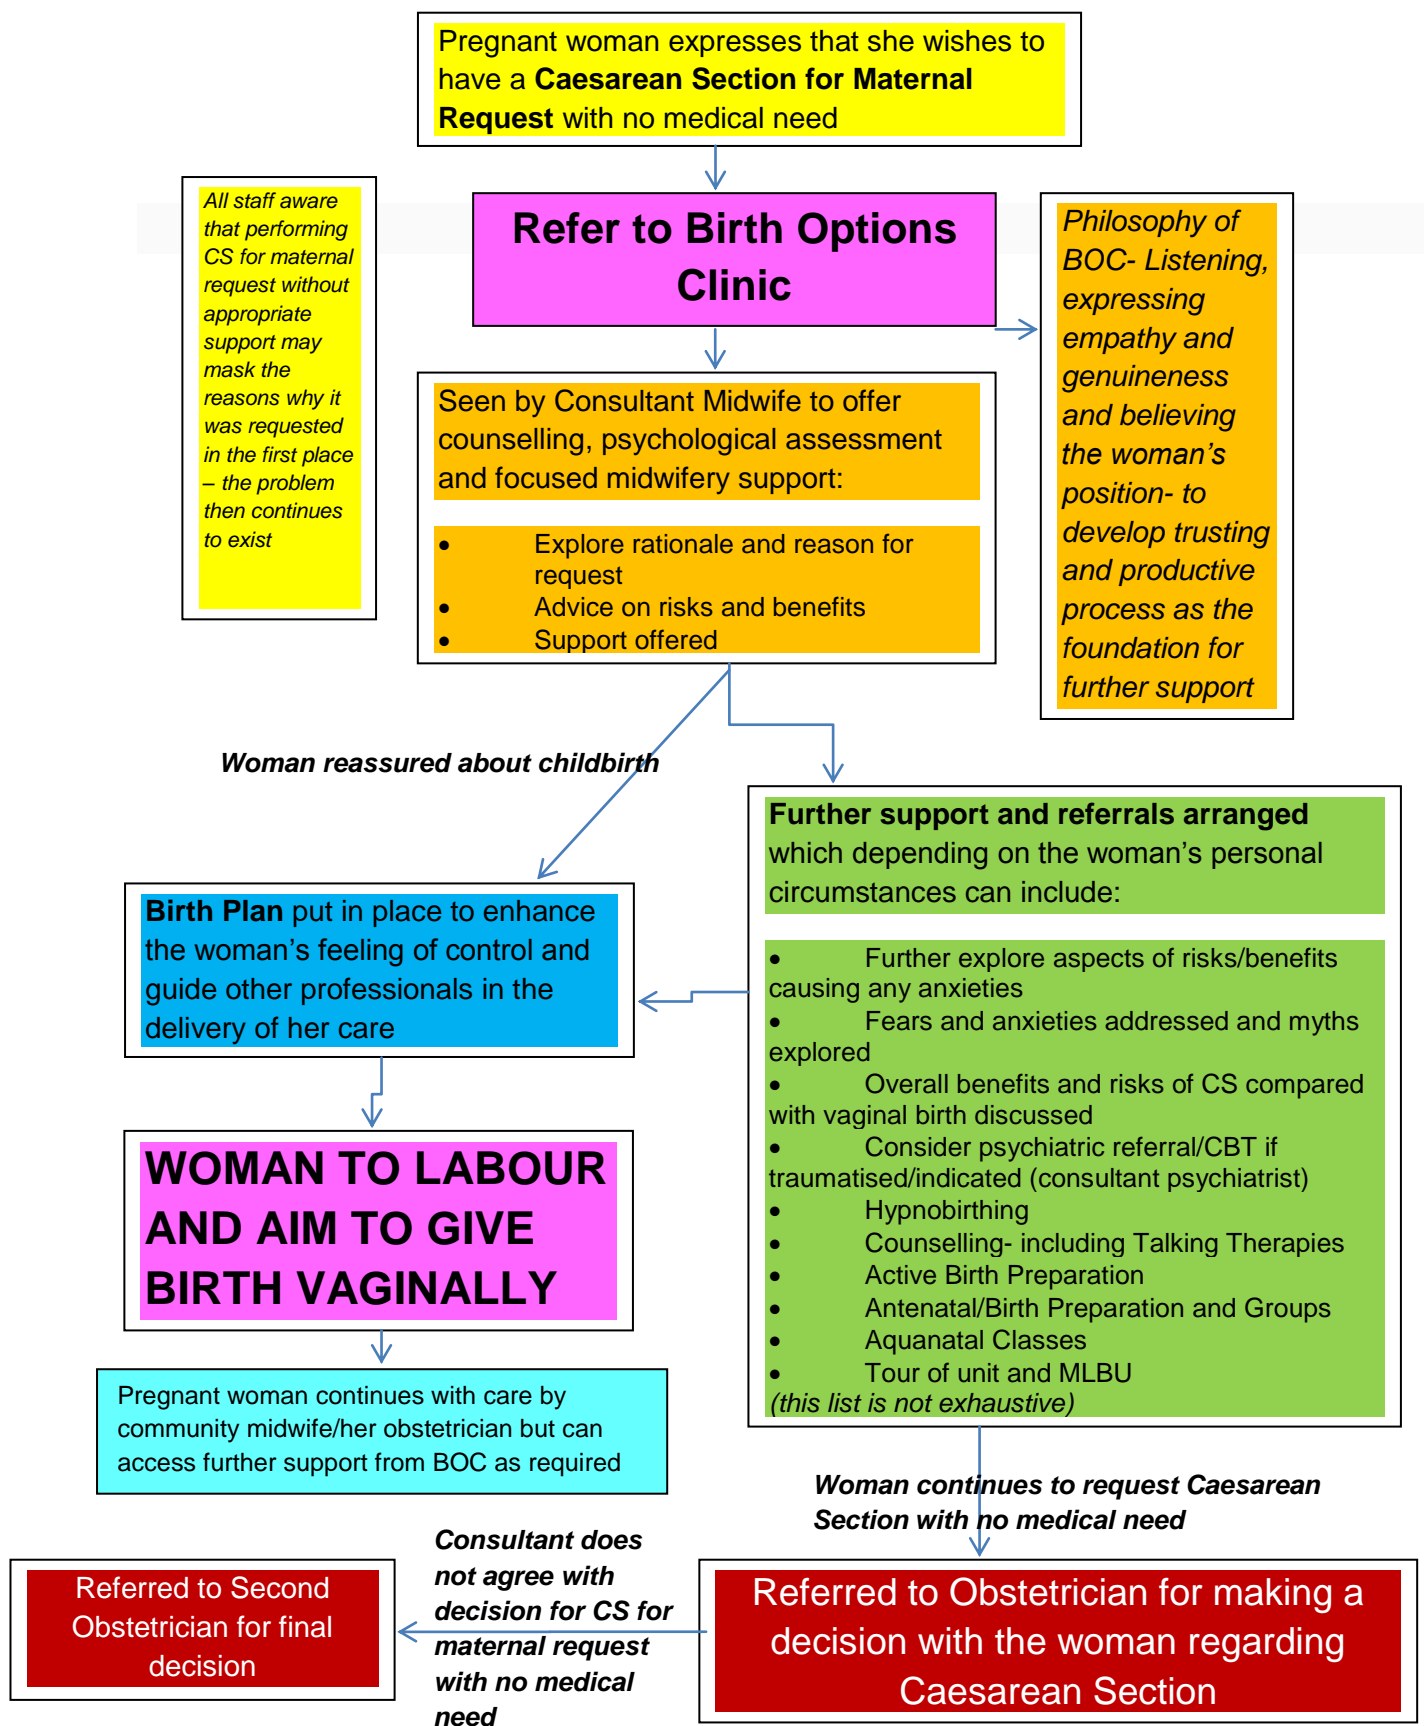 Pregnant woman expresses that she wishes to
have a Caesarean Section for Maternal
Request with no medical need
All staff aware
that performing
CS for maternal
request without
appropriate
support may
mask the
reasons why it
was requested
in the first place
– the problem
then continues
to exist
Refer to Birth Options
Clinic
Philosophy of
BOC- Listening,
expressing
empathy and
genuineness
and believing
the woman’s
position- to
develop trusting
and productive
process as the
foundation for
further support
Seen by Consultant Midwife to offer
counselling, psychological assessment
and focused midwifery support:
• Explore rationale and reason for
request
• Advice on risks and benefits
• Support offered
Woman reassured about childbirth
Further support and referrals arranged
which depending on the woman’s personal
circumstances can include:
• Further explore aspects of risks/benefits
causing any anxieties
• Fears and anxieties addressed and myths
explored
• Overall benefits and risks of CS compared
with vaginal birth discussed
• Consider psychiatric referral/CBT if
traumatised/indicated (consultant psychiatrist)
• Hypnobirthing
• Counselling- including Talking Therapies
• Active Birth Preparation
• Antenatal/Birth Preparation and Groups
• Aquanatal Classes
• Tour of unit and MLBU
(this list is not exhaustive)
Birth Plan put in place to enhance
the woman’s feeling of control and
guide other professionals in the
delivery of her care
WOMAN TO LABOUR
AND AIM TO GIVE
BIRTH VAGINALLY
Pregnant woman continues with care by
community midwife/her obstetrician but can
access further support from BOC as required
Woman continues to request Caesarean
Section with no medical need
Referred to Obstetrician for making a
decision with the woman regarding
Caesarean Section
Consultant does
not agree with
decision for CS for
maternal request
with no medical
need
Referred to Second
Obstetrician for final
decision